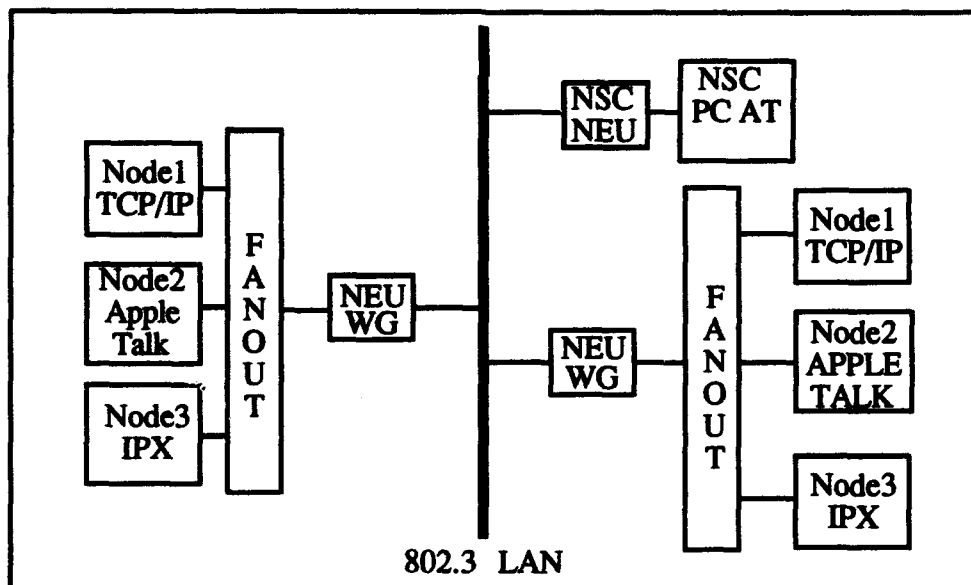 Node1
TCP/IP
Node2
Apple
Talk
Node3
IPX
F
A
N
O
U
T
NEU
WG
NSC
NEU
NSC
PC AT
NEU
WG
F
A
N
O
U
T
Node1
TCP/IP
Node2
APPLE
TALK
Node3
IPX
802.3 LAN